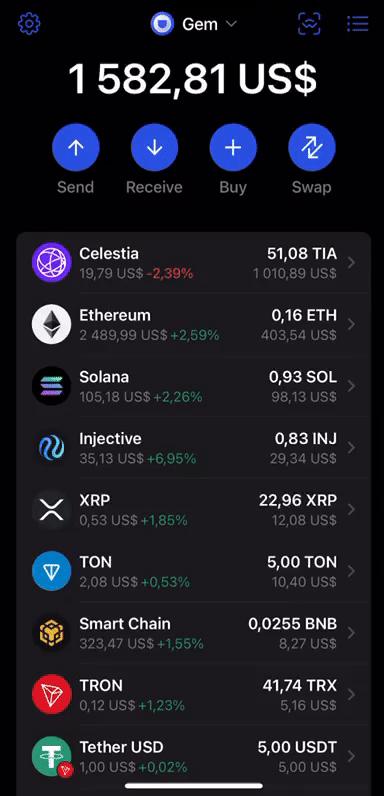 Gem
1 582,81 US$
Send Receive Buy Swap
Celestia 51,08 TIA
19,79 US$ -2,39% 1 010,89 US$
Ethereum 0,16 ETH
2 489,99 US$ +2,59% 403,54 US$
Solana 0,93 SOL
105,18 US$ +2,26% 98,13 US$
Injective 0,83 INJ
35,13 US$ +6,95% 29,34 US$
XRP 22,96 XRP
0,53 US$ +1,85% 12,08 US$
TON 5,00 TON
2,08 US$ +0,53% 10,40 US$
Smart Chain 0,0255 BNB
323,47 US$ +1,55% 8,27 US$
TRON 41,74 TRX
0,12 US$ +1,23% 5,16 US$
Tether USD 5,00 USDT
1,00 US$ +0,02% 5,00 US$